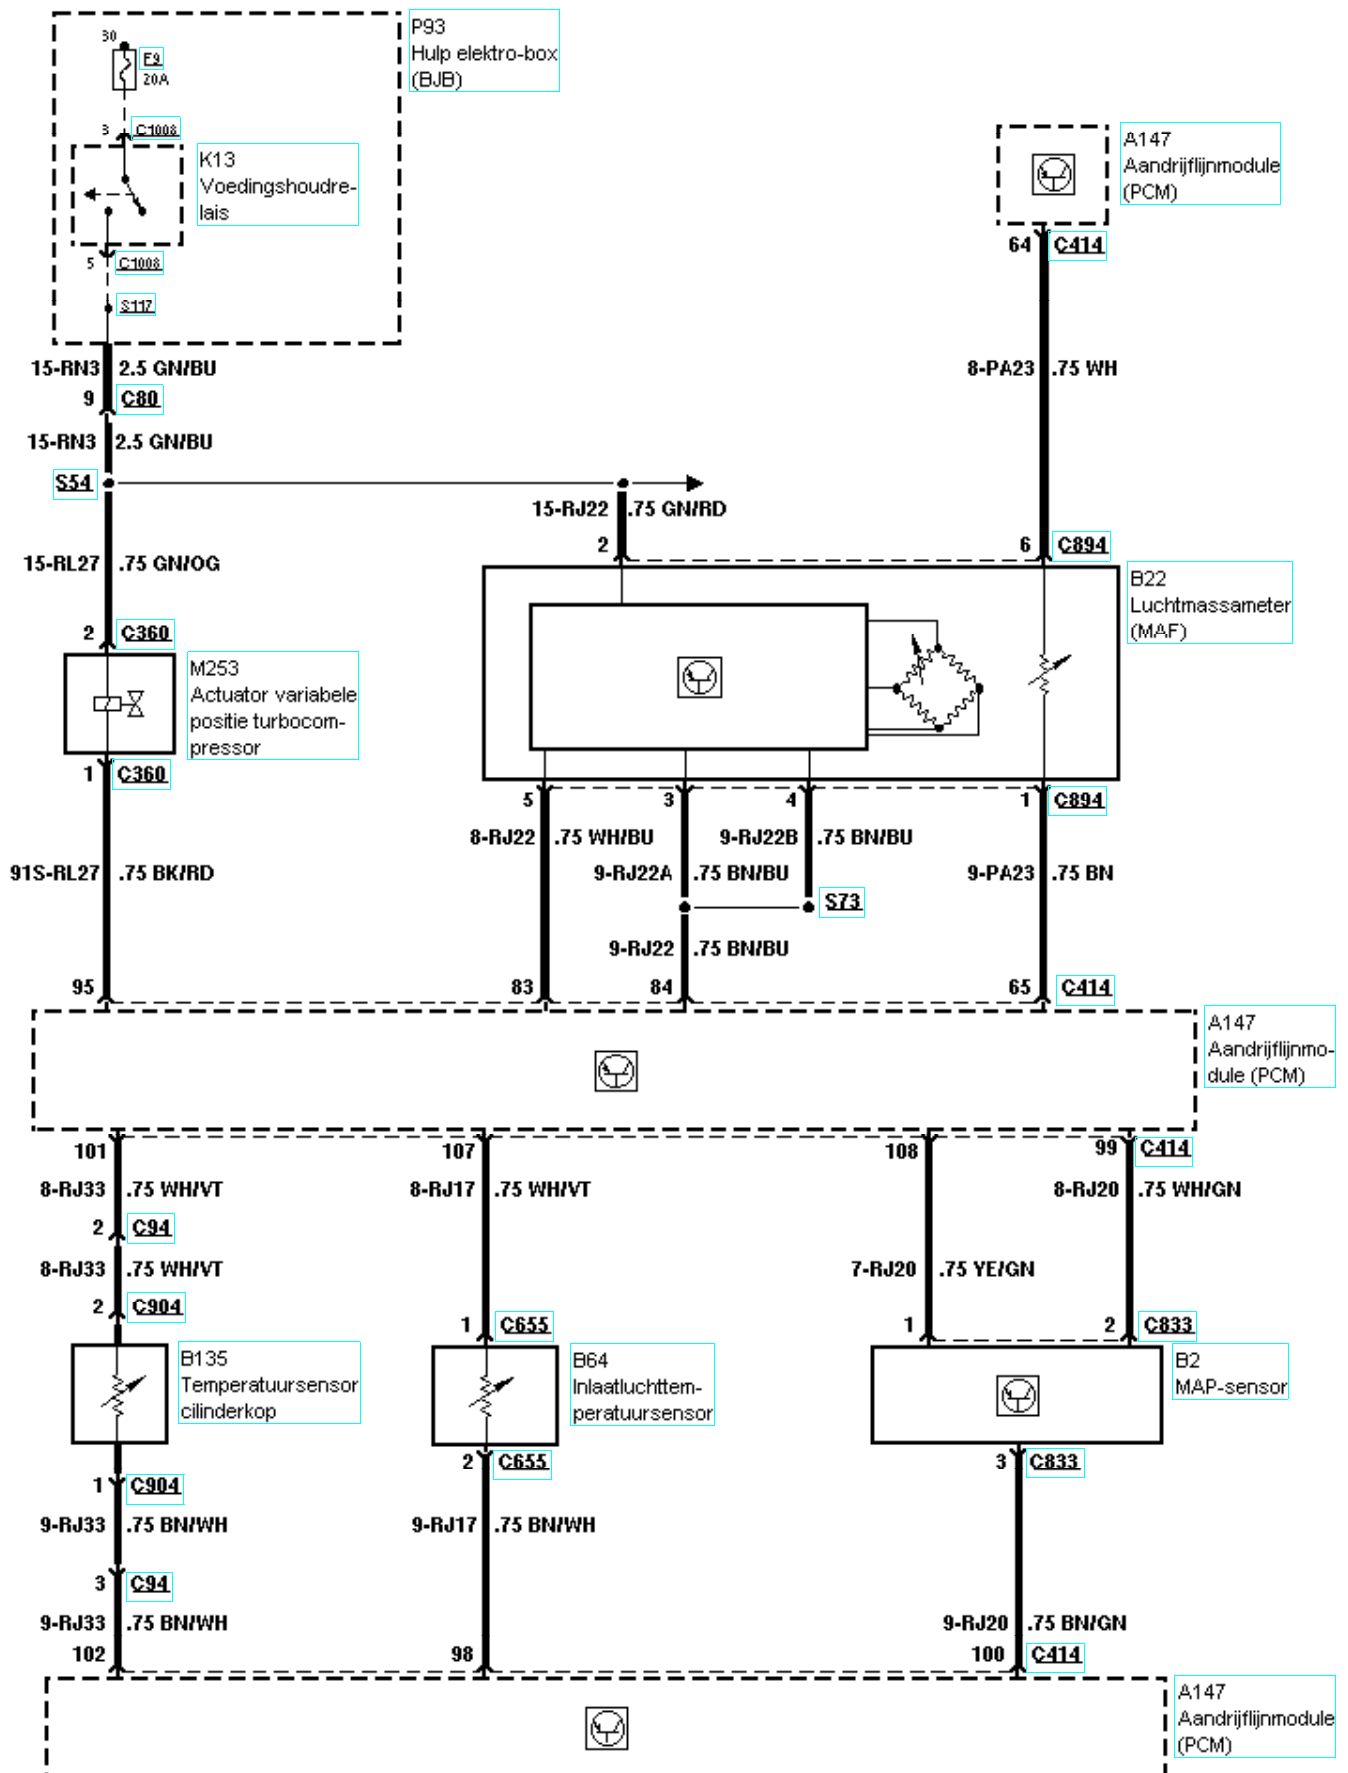 P93
Hulp elektro-box
(BJB)
30
F9
20A
3 C1008
K13
Voedingshoudre-
lais
5 C1008
S117
A147
Aandrijflijnmodule
(PCM)
64 C414
15-RN3 2.5 GN/BU
8-PA23 .75 WH
9 C80
15-RN3 2.5 GN/BU
S54
15-RJ22 .75 GN/RD
2
6 C894
15-RL27 .75 GN/OG
B22
Luchtmassameter
(MAF)
2 C360
M253
Actuator variabele
positie turbocom-
pressor
1 C360
5
3
4
1 C894
8-RJ22 .75 WH/BU
9-RJ22B .75 BN/BU
91S-RL27 .75 BK/RD
9-RJ22A .75 BN/BU
9-PA23 .75 BN
S73
9-RJ22 .75 BN/BU
95
83
84
65 C414
A147
Aandrijflijnmo-
dule (PCM)
101
107
108
99 C414
8-RJ33 .75 WH/VT
8-RJ17 .75 WH/VT
8-RJ20 .75 WH/GN
2 C94
8-RJ33 .75 WH/VT
7-RJ20 .75 YE/GN
2 C904
1 C655
1
2 C833
B135
Temperatuursensor
cilinderkop
B64
Inlaatluchttem-
peratuursensor
B2
MAP-sensor
1 C904
2 C655
3 C833
9-RJ33 .75 BN/WH
9-RJ17 .75 BN/WH
3 C94
9-RJ33 .75 BN/WH
9-RJ20 .75 BN/GN
102
98
100 C414
A147
Aandrijflijnmodule
(PCM)